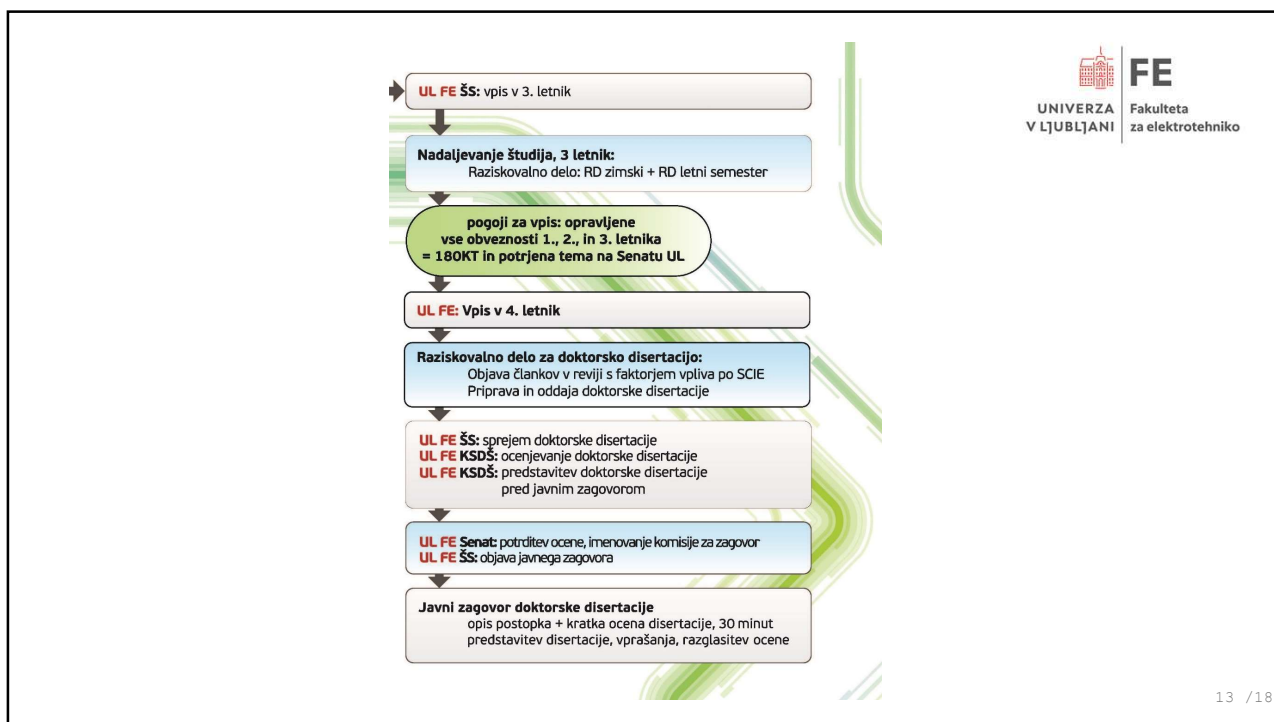 UL FE ŠS: vpis v 3. letnik
Nadaljevanje študija, 3 letnik:
Raziskovalno delo: RD zimski + RD letni semester
pogoji za vpis: opravljene
vse obveznosti 1., 2., in 3. letnika
= 180KT in potrjena tema na Senatu UL
UL FE: Vpis v 4. letnik
Raziskovalno delo za doktorsko disertacijo:
Objava člankov v reviji s faktorjem vpliva po SCIE
Priprava in oddaja doktorske disertacije
UL FE ŠS: sprejem doktorske disertacije
UL FE KSDŠ: ocenjevanje doktorske disertacije
UL FE KSDŠ: predstavitev doktorske disertacije
pred javnim zagovorom
UL FE Senat: potrditev ocene, imenovanje komisije za zagovor
UL FE ŠS: objava javnega zagovora
Javni zagovor doktorske disertacije
opis postopka + kratka ocena disertacije, 30 minut
predstavitev disertacije, vprašanja, razglasitev ocene
UNIVERZA
V LJUBLJANI
FE
Fakulteta
za elektrotehniko
13 /18